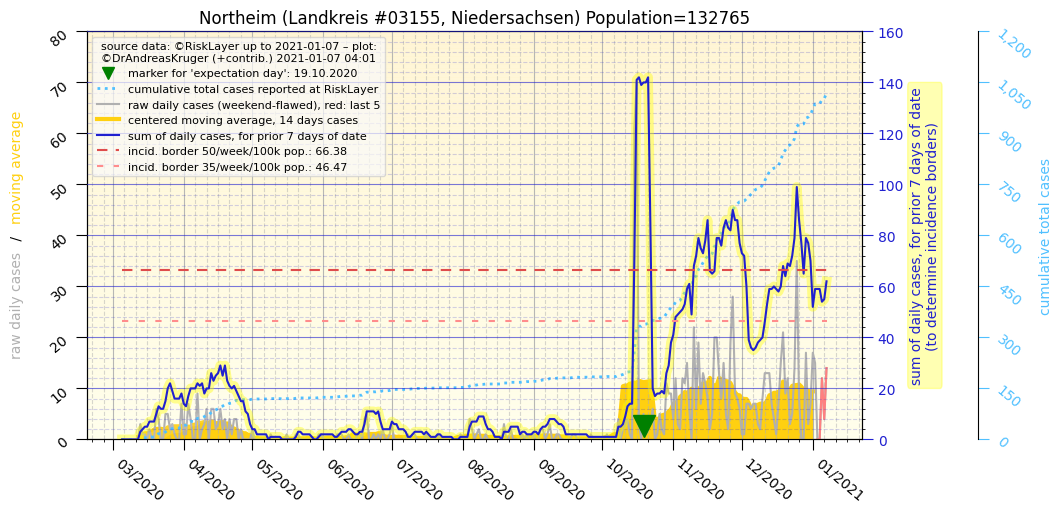 Northeim (Landkreis #03155, Niedersachsen) Population=132765
source data: ©RiskLayer up to 2021-01-07 – plot:
©DrAndreasKruger (+contrib.) 2021-01-07 04:01
marker for 'expectation day': 19.10.2020
cumulative total cases reported at RiskLayer
raw daily cases (weekend-flawed), red: last 5
centered moving average, 14 days cases
sum of daily cases, for prior 7 days of date
incid. border 50/week/100k pop.: 66.38
incid. border 35/week/100k pop.: 46.47
raw daily cases / moving average
80
70
60
50
40
30
20
10
0
03/2020
04/2020
05/2020
06/2020
07/2020
08/2020
09/2020
10/2020
11/2020
12/2020
01/2021
160
140
120
100
80
60
40
20
0
sum of daily cases, for prior 7 days of date
(to determine incidence borders)
1,200
1,050
900
750
600
450
300
150
0
cumulative total cases